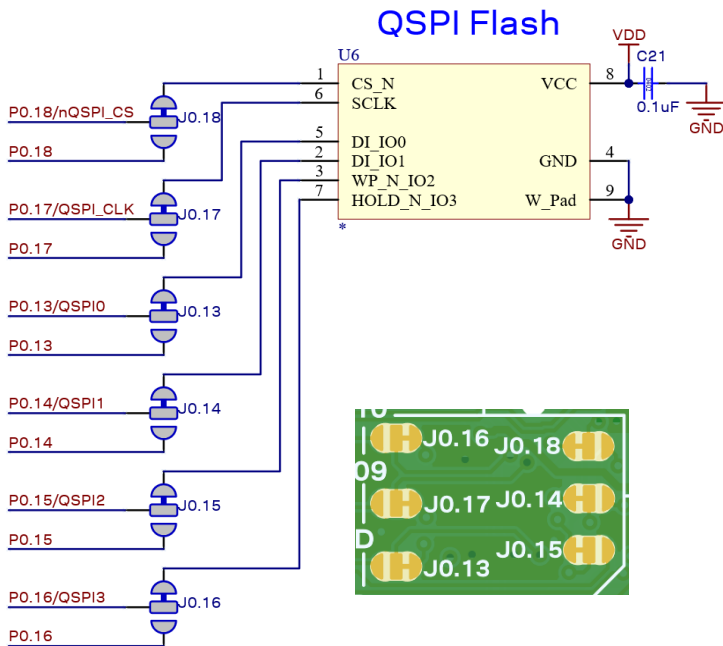 QSPI Flash
VDD
U6
C21
1 CS_N VCC 8
6 SCLK
0.1uF
GND
P0.18/nQSPI_CS J0.18
P0.18
5 DI_IO0
2 DI_IO1 GND 4
3 WP_N_IO2
7 HOLD_N_IO3 W_Pad 9
*
GND
P0.17/QSPI_CLK J0.17
P0.17
P0.13/QSPI0 J0.13
P0.13
P0.14/QSPI1 J0.14
P0.14
P0.15/QSPI2 J0.15
P0.15
P0.16/QSPI3 J0.16
P0.16
10
J0.16 J0.18
09
J0.17 J0.14
D
J0.13 J0.15